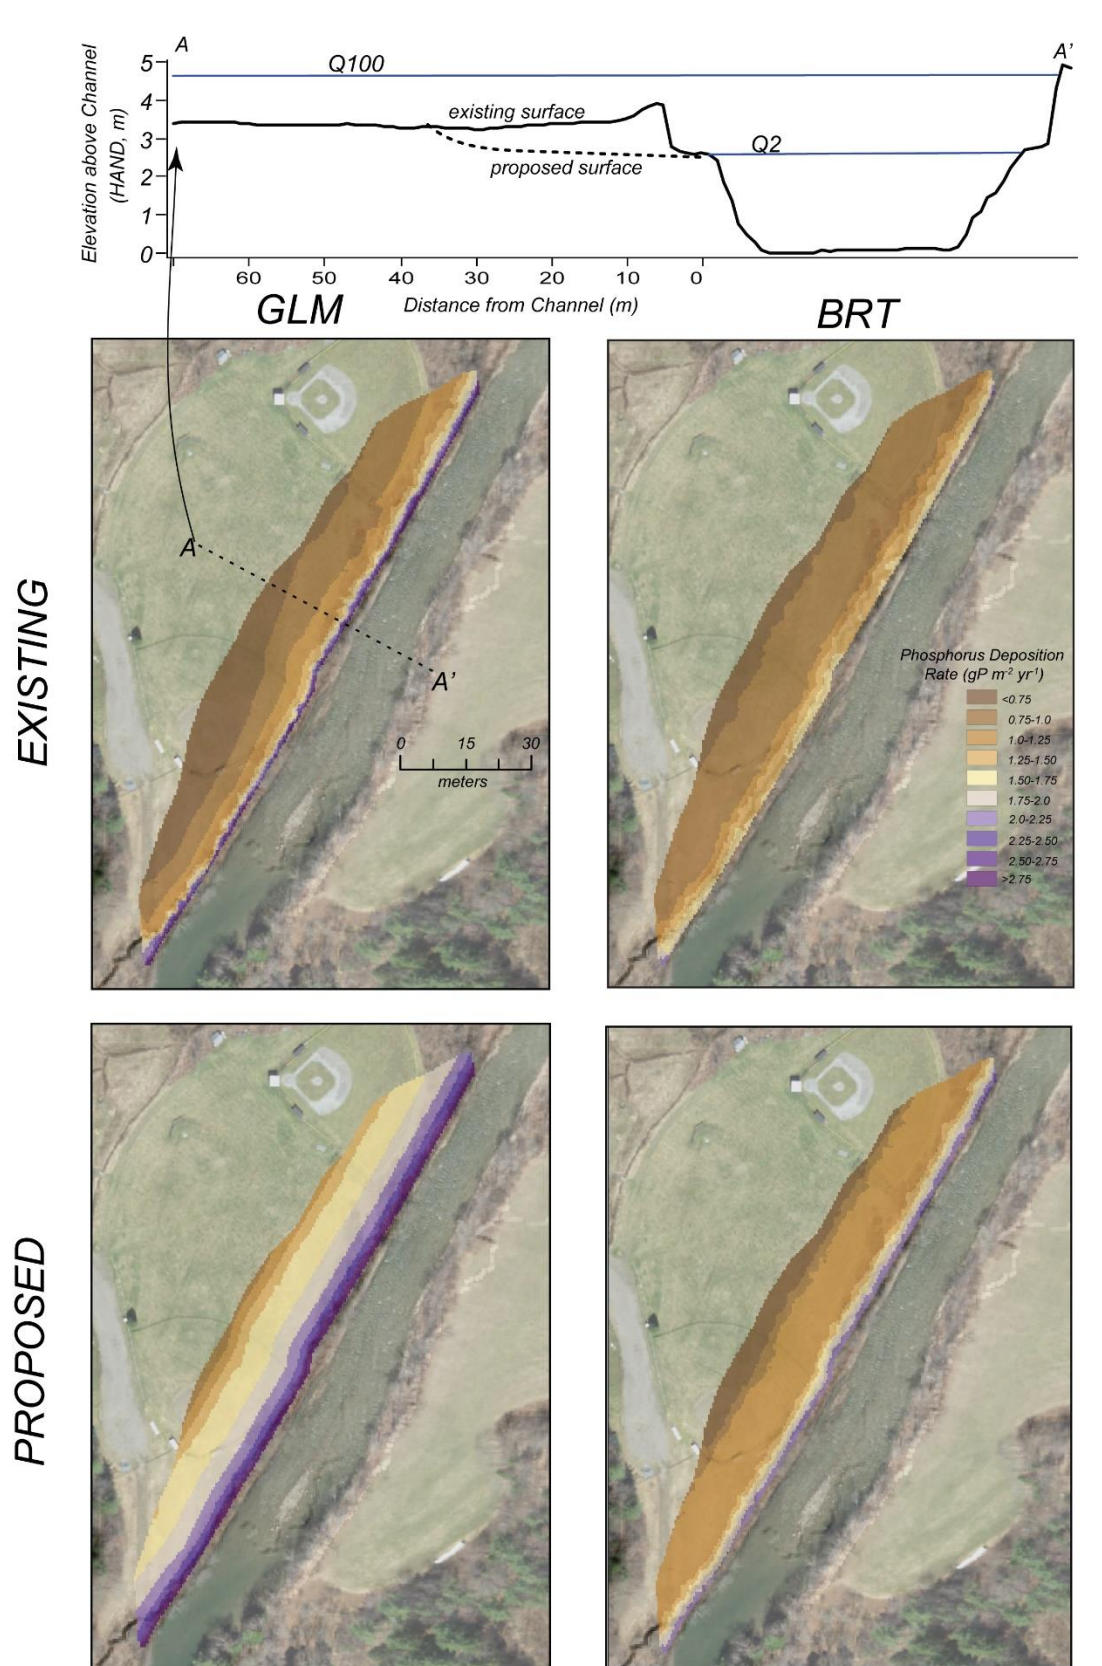 A
A'
Elevation above Channel
(HAND, m)
5
4
3
2
1
0
Q100
existing surface
Q2
proposed surface
60
50
40
30
20
10
0
Distance from Channel (m)
GLM
BRT
EXISTING
A
A'
0
15
30
meters
Phosphorus Deposition
Rate (gP m⁻² yr⁻¹)
<0.75
0.75-1.0
1.0-1.25
1.25-1.50
1.50-1.75
1.75-2.0
2.0-2.25
2.25-2.50
2.50-2.75
>2.75
PROPOSED